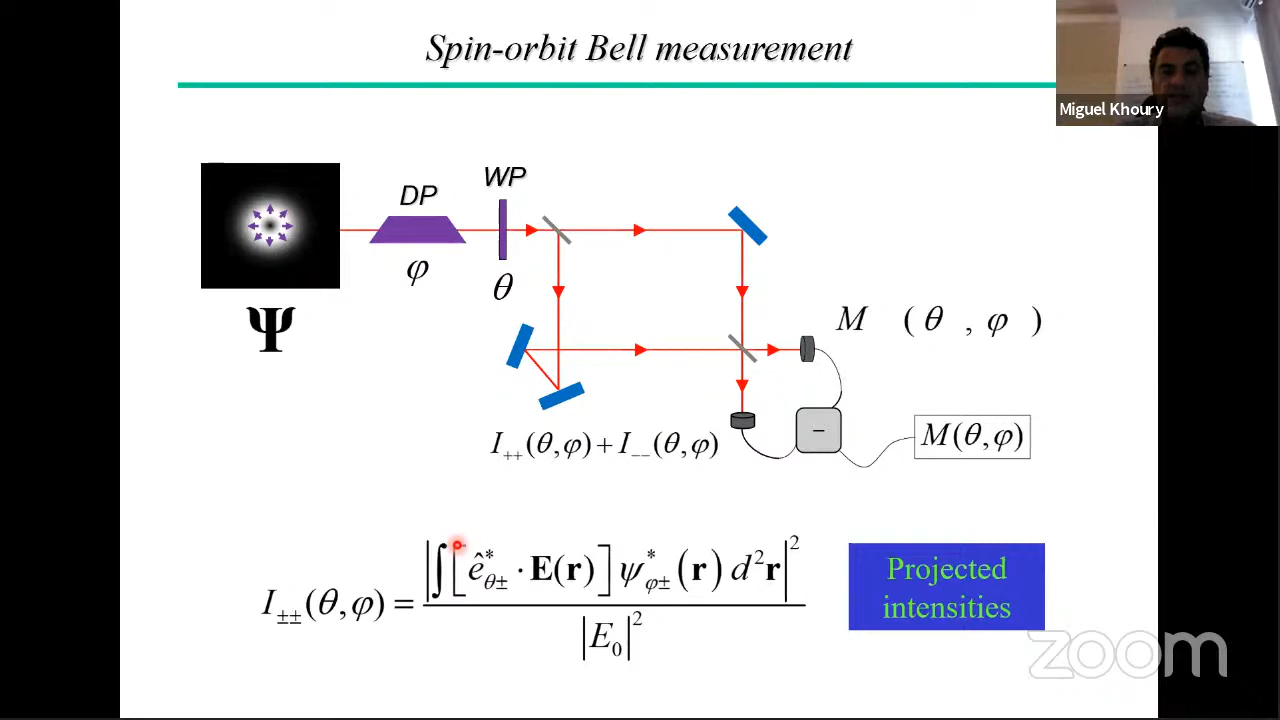 Spin-orbit Bell measurement
Miguel Khoury
DP
WP
φ
θ
Ψ
M ( θ , φ )
I₊₊(θ,φ) + I₋₋(θ,φ)
−
M(θ,φ)
I±±(θ,φ) = |∫[ê*θ± · E(r)] ψ*φ± (r) d²r|² / |E₀|²
Projected
intensities
zoom